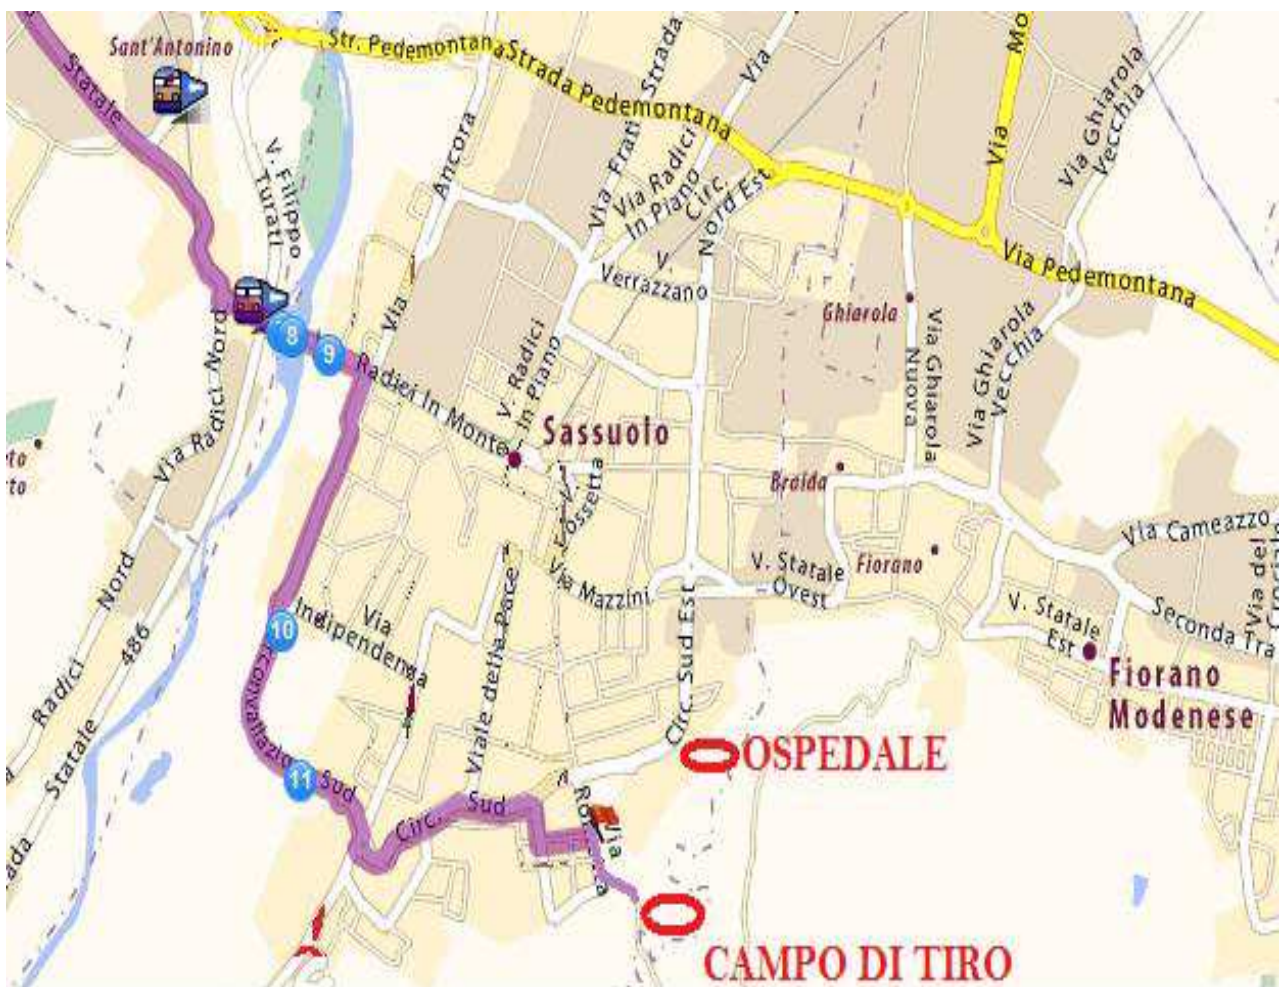 Sant'Antonino
Str. Pedemontana
Strada Pedemontana
Via Frati Strada
Via
Via
Mo
Via Ghiarola
Vecchia
Statale
V. Filippo
Turati
Ancora
Via
Via Radici
In Piano
Circ.
Nord Est
V.
Verrazzano
Via Pedemontana
Ghiarola
Via Ghiarola
Nuova
Via Ghiarola
Vecchia
8
9
Radici In Monte
V. Radici
In Piano
Sassuolo
Via Radici Nord
Braida
Fossetta
Via Mazzini
V. Statale
Ovest
Fiorano
Via Cameazzo
Via del
Seconda Tra
V. Statale
Est
Fiorano
Modenese
Nord
Radici
Statale 486
10
Indipendenza
Via
Viale della Pace
Circ. Sud Est
11
Sud
Circ. Sud
Via
OSPEDALE
CAMPO DI TIRO